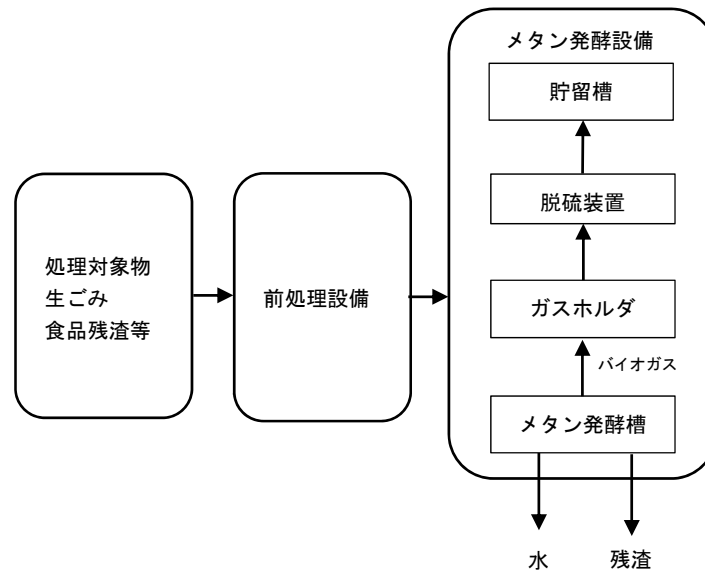 処理対象物
生ごみ
食品残渣等
前処理設備
メタン発酵設備
貯留槽
脱硫装置
ガスホルダ
バイオガス
メタン発酵槽
水
残渣